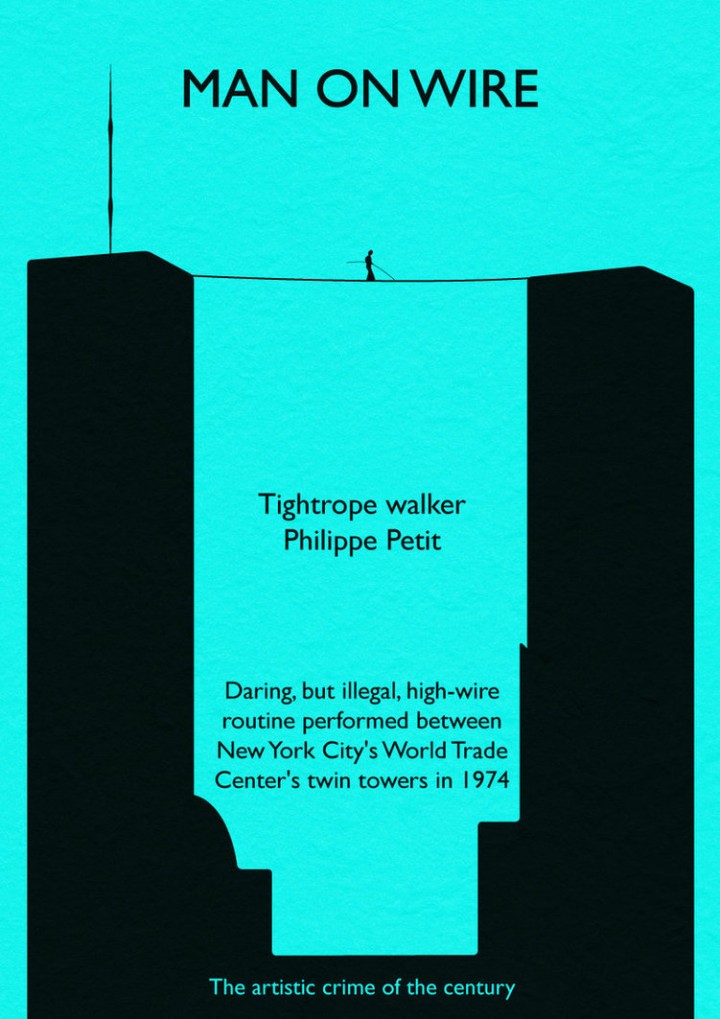 MAN ON WIRE
Tightrope walker
Philippe Petit
Daring, but illegal, high-wire
routine performed between
New York City's World Trade
Center's twin towers in 1974
The artistic crime of the century